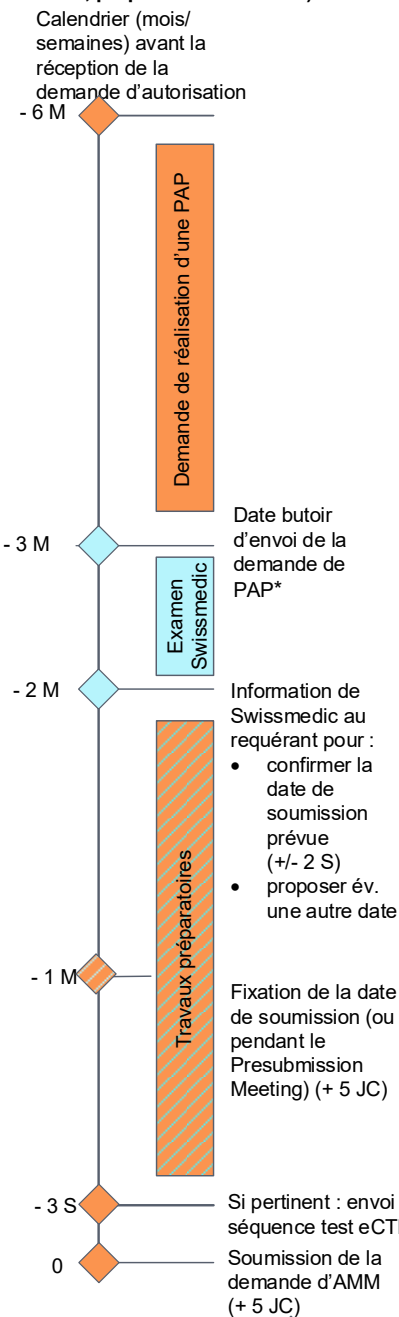 Calendrier (mois/
semaines) avant la
réception de la
demande d'autorisation
- 6 M
Demande de réalisation d'une PAP
- 3 M
Date butoir
d'envoi de la
demande de
PAP*
Examen
Swissmedic
- 2 M
Information de
Swissmedic au
requérant pour :
• confirmer la
date de
soumission
prévue
(+/- 2 S)
• proposer év.
une autre date
Travaux préparatoires
- 1 M
Fixation de la date
de soumission (ou
pendant le
Presubmission
Meeting) (+ 5 JC)
- 3 S
Si pertinent : envoi
séquence test
0
Soumission de la
demande d'AMM
(+ 5 JC)